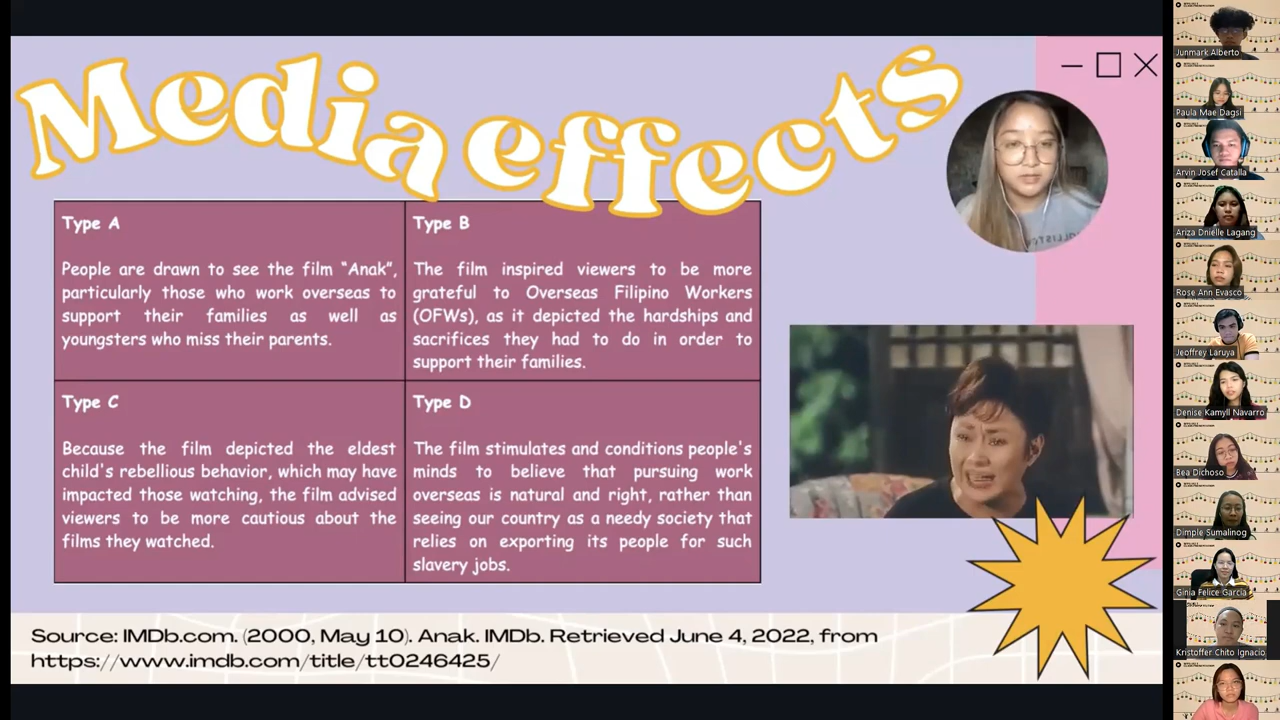 Media effects
Type A
People are drawn to see the film “Anak”,
particularly those who work overseas to
support their families as well as
youngsters who miss their parents.
Type B
The film inspired viewers to be more
grateful to Overseas Filipino Workers
(OFWs), as it depicted the hardships and
sacrifices they had to do in order to
support their families.
Type C
Because the film depicted the eldest
child's rebellious behavior, which may have
impacted those watching, the film advised
viewers to be more cautious about the
films they watched.
Type D
The film stimulates and conditions people's
minds to believe that pursuing work
overseas is natural and right, rather than
seeing our country as a needy society that
relies on exporting its people for such
slavery jobs.
Source: IMDb.com. (2000, May 10). Anak. IMDb. Retrieved June 4, 2022, from
https://www.imdb.com/title/tt0246425/
Junmark Alberto
Paula Mae Dagsi
Arvin Josef Catalla
Ariza Dnielle Lagang
Rose Ann Evasco
Jeoffrey Laruya
Denise Kamyll Navarro
Bea Dichoso
Dimple Sumalinog
Ginia Felice Garcia
Kristoffer Chito Ignacio